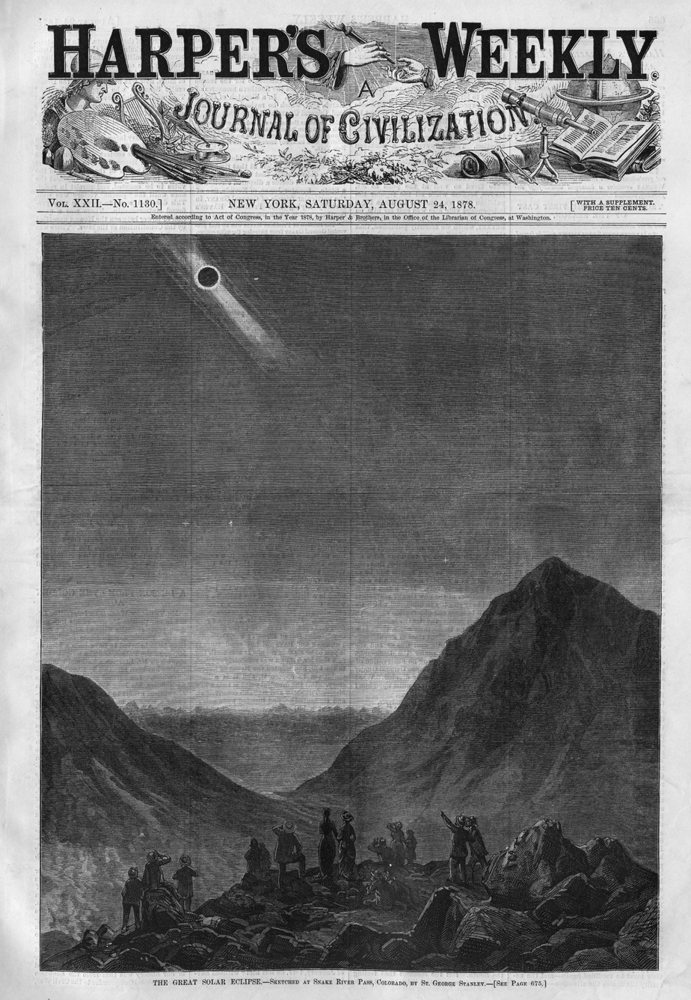 HARPER'S WEEKLY.
A
JOURNAL OF CIVILIZATION
VOL. XXII.—NO. 1130.] NEW YORK, SATURDAY, AUGUST 24, 1878. [WITH A SUPPLEMENT. PRICE TEN CENTS.
Entered according to Act of Congress, in the Year 1878, by Harper & Brothers, in the Office of the Librarian of Congress, at Washington.
THE GREAT SOLAR ECLIPSE.—SKETCHED AT SNAKE RIVER PASS, COLORADO, BY ST. GEORGE STANLEY.—[SEE PAGE 675.]